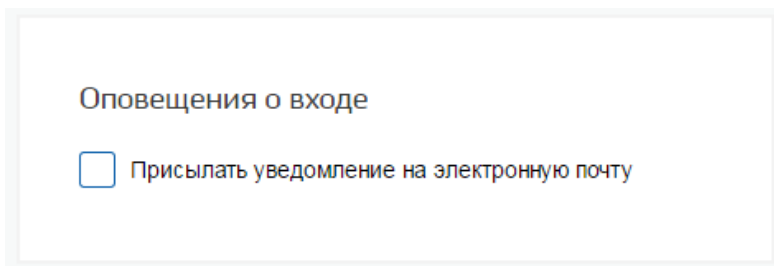 Оповещения о входе
Присылать уведомление на электронную почту